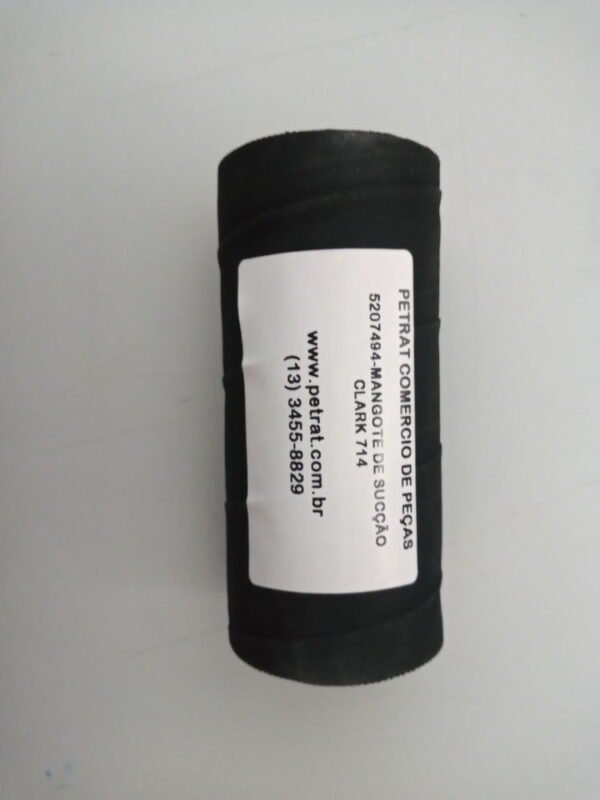 PETRAT COMERCIO DE PEÇAS
5207494-MANGOTE DE SUCÇÃO
CLARK 714
www.petrat.com.br
(13) 3455-8829